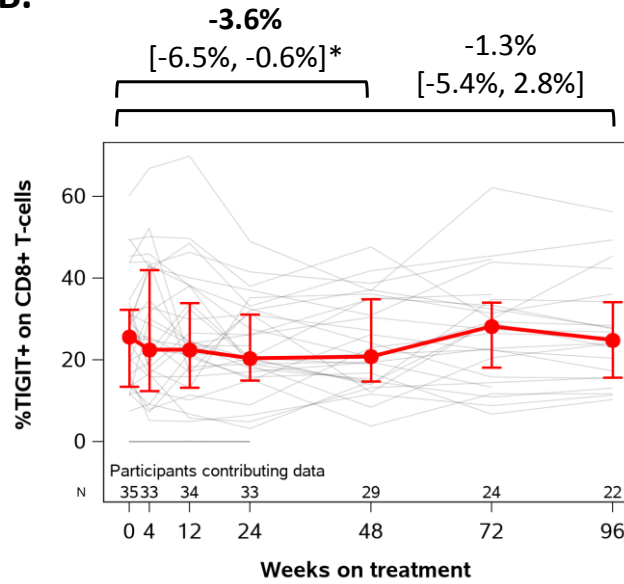 B.
-3.6%
[-6.5%, -0.6%]*
-1.3%
[-5.4%, 2.8%]
%TIGIT+ on CD8+ T-cells
60
40
20
0
Participants contributing data
N 35 33 34 33 29 24 22
0 4 12 24 48 72 96
Weeks on treatment